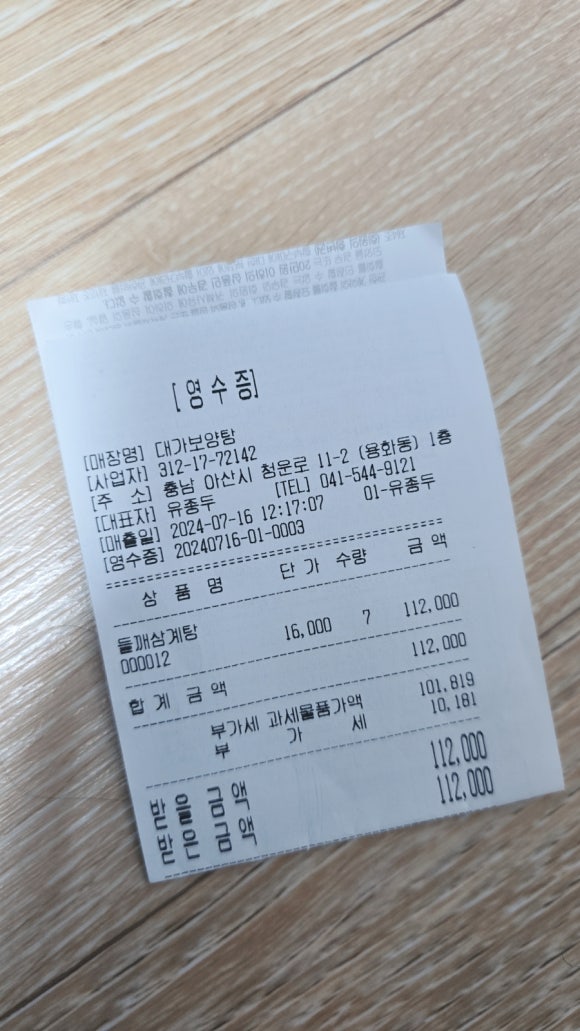 [영수증]
[매장명] 대가보양탕
[사업자] 312-17-72142
[주 소] 충남 아산시 청운로 11-2 (용화동) 1층
[대표자] 유종두 [TEL] 041-544-9121
[매출일] 2024-07-16 12:17:07 01-유종두
[영수증] 20240716-01-0003
상 품 명 단 가 수량 금 액
들깨삼계탕 16,000 7 112,000
000012
합 계 금 액 112,000
부가세 과세물품가액 101,819
부 가 세 10,181
받 을 금 액 112,000
받 은 금 액 112,000